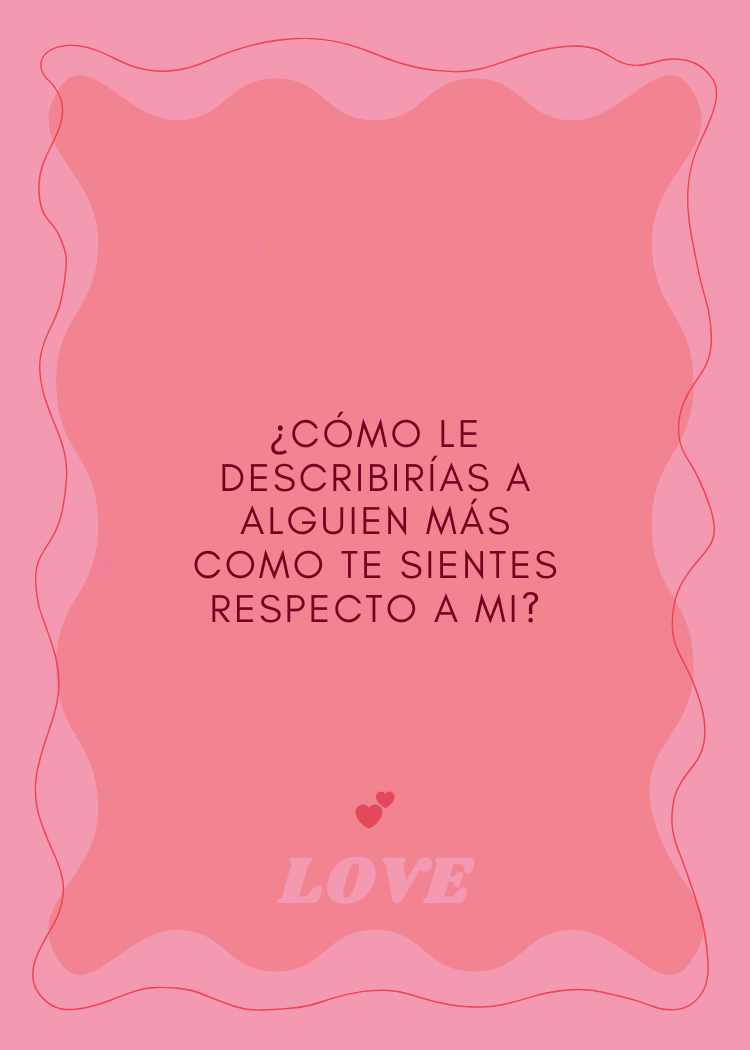 ¿CÓMO LE
DESCRIBIRÍAS A
ALGUIEN MÁS
COMO TE SIENTES
RESPECTO A MI?
LOVE